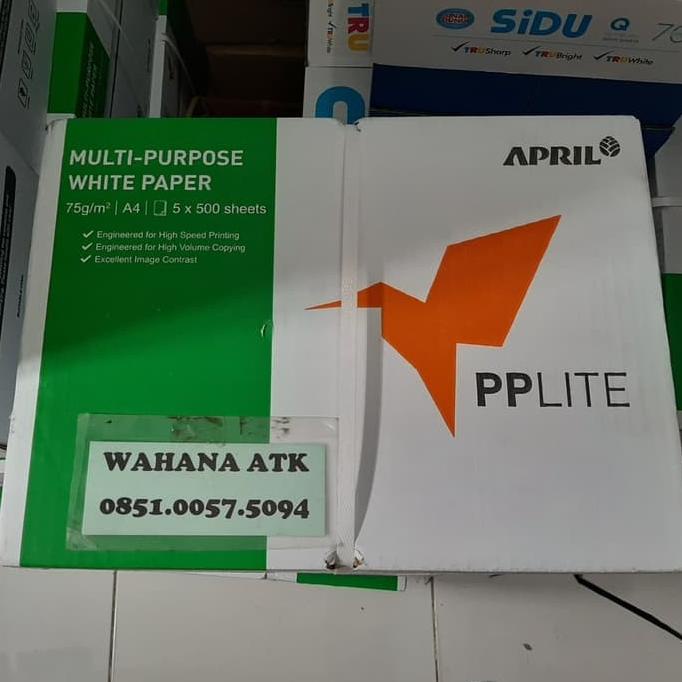 MULTI-PURPOSE
WHITE PAPER
75g/m² | A4 | 5 x 500 sheets
Engineered for High Speed Printing
Engineered for High Volume Copying
Excellent Image Contrast
APRIL
PPLITE
WAHANA ATK
0851.0057.5094
SiDU
Q
TRUSharp
TRUBright
TRUWhite
TRU